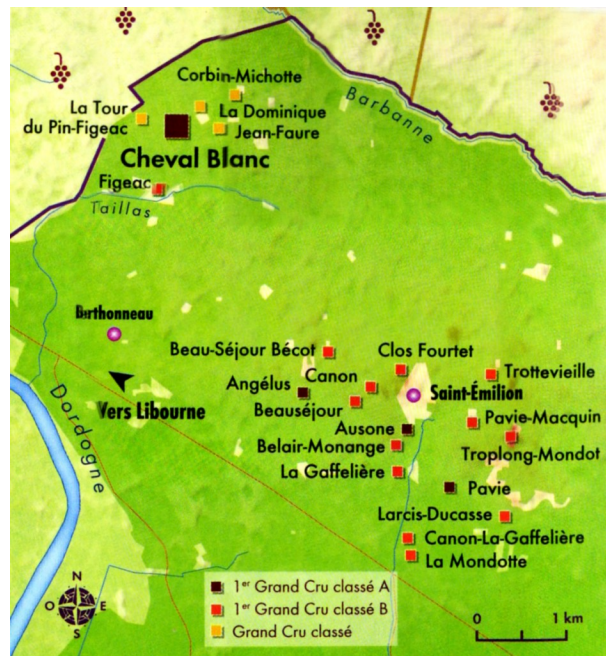 Corbin-Michotte
La Tour
du Pin-Figeac
La Dominique
Jean-Faure
Barbanne
Cheval Blanc
Figeac
Taillas
Berthonneau
Beau-Séjour Bécot
Clos Fourtet
Trottevieille
Angélus
Canon
Saint-Émilion
Vers Libourne
Beauséjour
Dordogne
Pavie-Macquin
Ausone
Belair-Monange
Troplong-Mondot
La Gaffelière
Pavie
Larcis-Ducasse
Canon-La-Gaffelière
La Mondotte
N
O E
S
1er Grand Cru classé A
1er Grand Cru classé B
Grand Cru classé
0 1 km